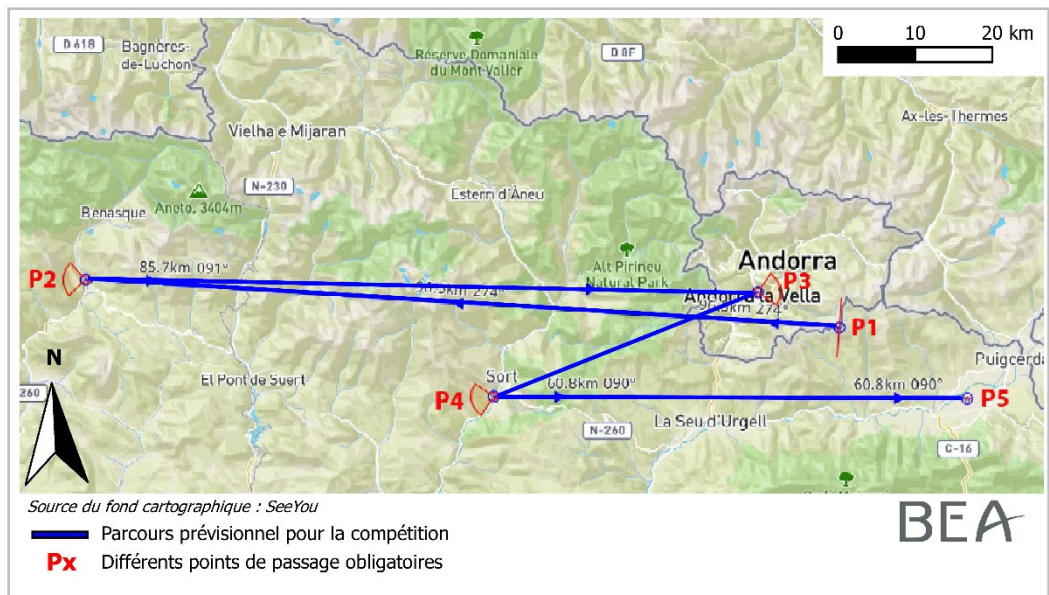 0 10 20 km
D 618
Bagnères-
de-Luchon
Réserve Domaniale
du Mont-Valier
D 8F
Ax-les-Thermes
Vielha e Mijaran
N-230
Aneto, 3404m
Esterri d'Àneu
Benasque
Alt Pirineu
Natural Park
Andorra
Andorra la Vella
P2
85.7km 091°
274°
P3
274°
P1
Puigcerda
N
El Pont de Suert
Sort
260
P4
60.8km 090°
60.8km 090°
P5
La Seu d'Urgell
N-260
C-16
Source du fond cartographique : SeeYou
BEA
Parcours prévisionnel pour la compétition
Px Différents points de passage obligatoires